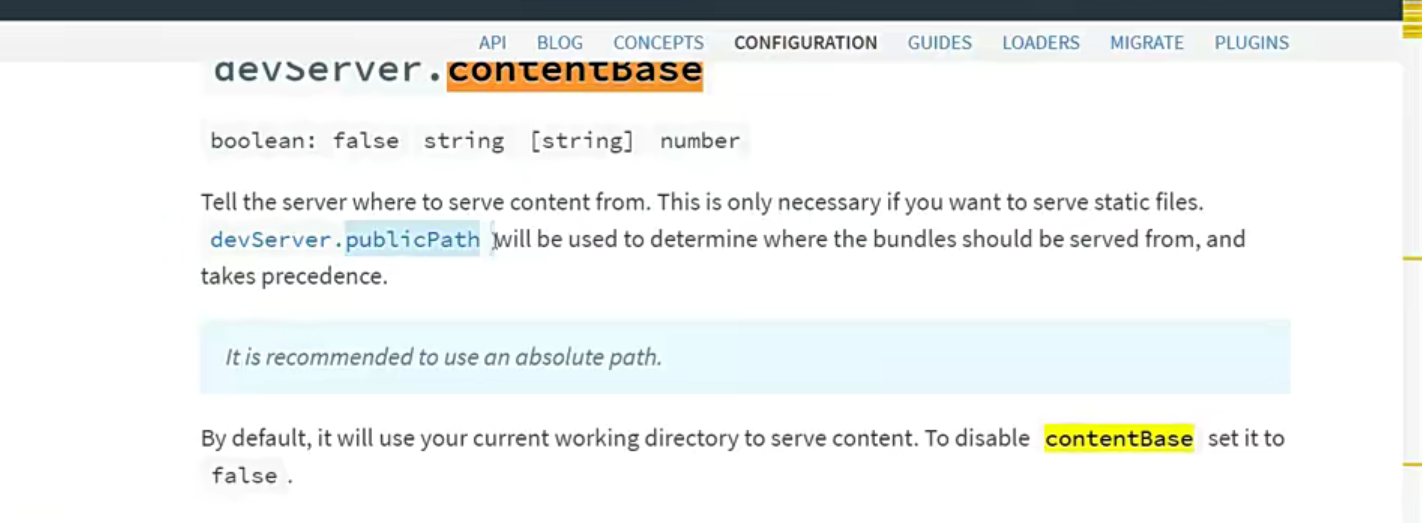 API BLOG CONCEPTS CONFIGURATION GUIDES LOADERS MIGRATE PLUGINS
devServer.contentBase
boolean: false string [string] number
Tell the server where to serve content from. This is only necessary if you want to serve static files.
devServer.publicPath will be used to determine where the bundles should be served from, and
takes precedence.
It is recommended to use an absolute path.
By default, it will use your current working directory to serve content. To disable contentBase set it to
false .